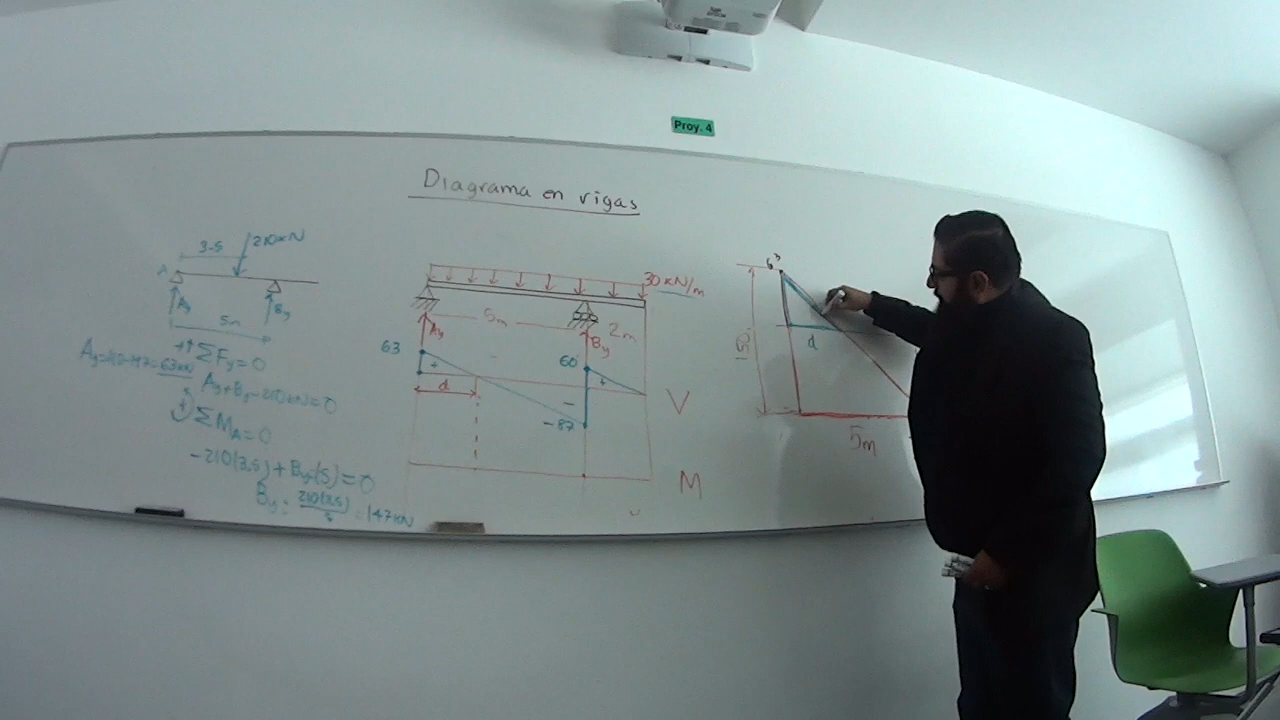 Proy. 4
Diagrama en vigas
3.5
210 kN
A
Ay
By
5m
+↑ ΣFy = 0
Ay = 210-147 = 63 kN
Ay + By - 210 kN = 0
ΣMA = 0
-210(3.5) + By(5) = 0
By = 210(3.5)/5 = 147 kN
30 kN/m
5m
2m
Ay
By
63
+
60
+
d
-
-87
V
M
63
d
5m